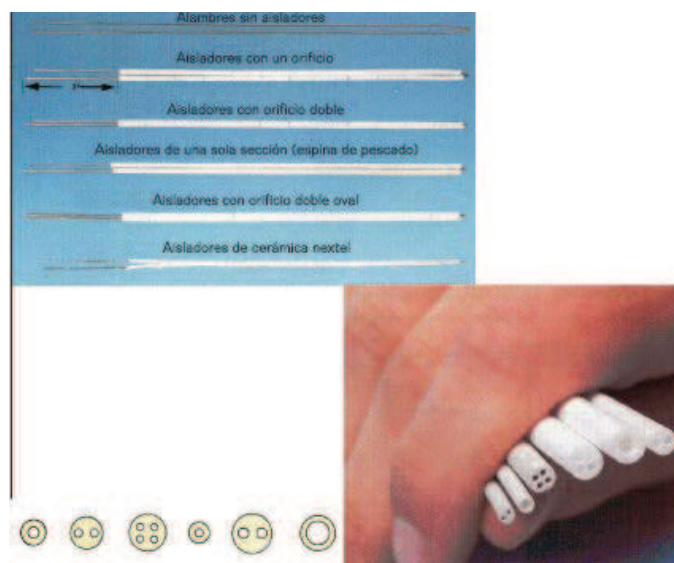 Alambres sin aisladores
Aisladores con un orificio
Aisladores con orificio doble
Aisladores de una sola sección (espina de pescado)
Aisladores con orificio doble oval
Aisladores de cerámica nextel